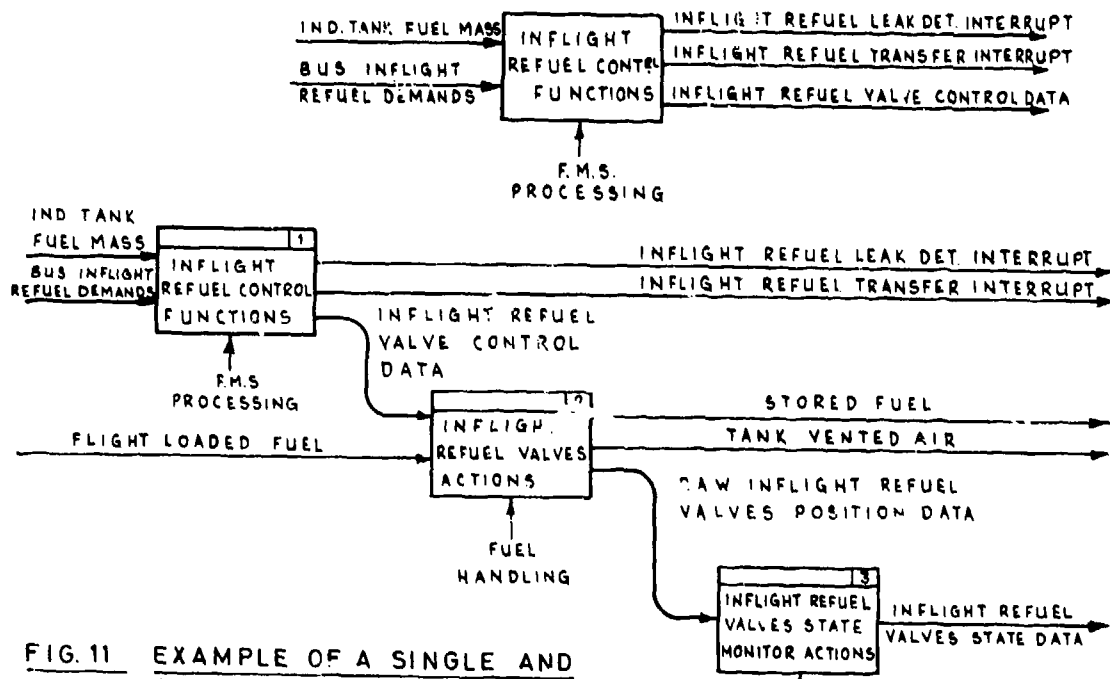 IND. TANK FUEL MASS
BUS INFLIGHT
REFUEL DEMANDS
INFLIGHT
REFUEL CONTRL
FUNCTIONS
INFLIGHT REFUEL LEAK DET. INTERRUPT
INFLIGHT REFUEL TRANSFER INTERRUPT
INFLIGHT REFUEL VALVE CONTROL DATA
F.M.S.
PROCESSING
IND TANK
FUEL MASS
BUS INFLIGHT
REFUEL DEMANDS
1
INFLIGHT
REFUEL CONTROL
FUNCTIONS
INFLIGHT REFUEL LEAK DET. INTERRUPT
INFLIGHT REFUEL TRANSFER INTERRUPT
INFLIGHT REFUEL
VALVE CONTROL
DATA
F.M.S
PROCESSING
FLIGHT LOADED FUEL
2
INFLIGH.
REFUEL VALVES
ACTIONS
STORED FUEL
TANK VENTED AIR
RAW INFLIGHT REFUEL
VALVES POSITION DATA
FUEL
HANDLING
3
INFLIGHT REFUEL
VALVES STATE
MONITOR ACTIONS
INFLIGHT REFUEL
VALVES STATE DATA
FIG. 11 EXAMPLE OF A SINGLE AND